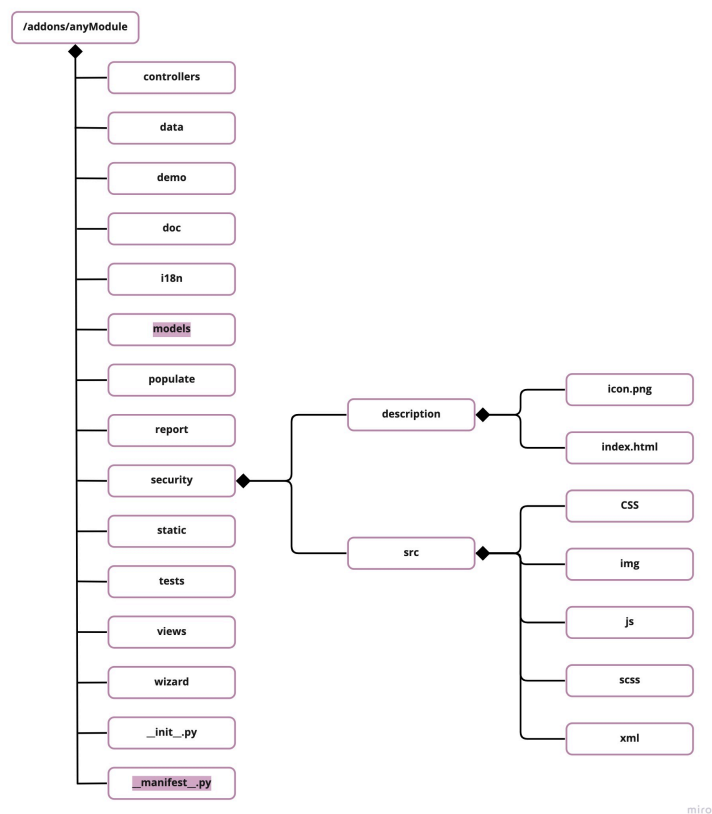 /addons/anyModule
controllers
data
demo
doc
i18n
models
populate
report
security
static
tests
views
wizard
__init__.py
__manifest__.py
description
src
icon.png
index.html
CSS
img
js
scss
xml
miro